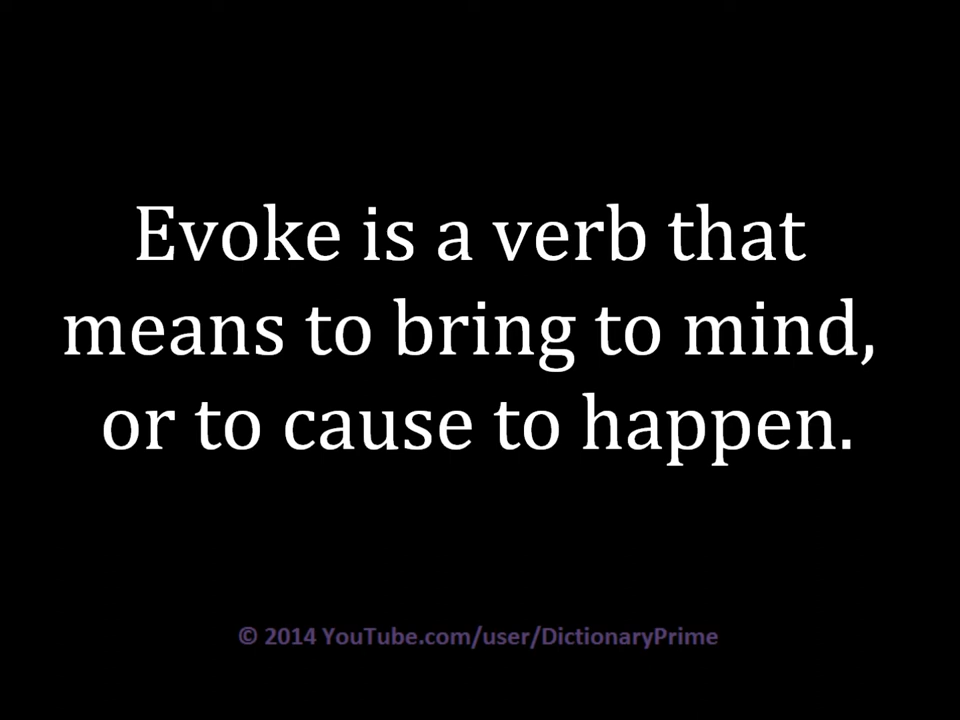 Evoke is a verb that
means to bring to mind,
or to cause to happen.
© 2014 YouTube.com/user/DictionaryPrime